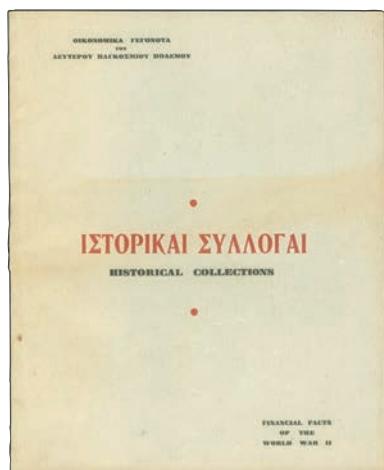 ΟΙΚΟΝΟΜΙΚΑ ΓΕΓΟΝΟΤΑ
ΤΟΥ
ΔΕΥΤΕΡΟΥ ΠΑΓΚΟΣΜΙΟΥ ΠΟΛΕΜΟΥ
ΙΣΤΟΡΙΚΑΙ ΣΥΛΛΟΓΑΙ
HISTORICAL COLLECTIONS
FINANCIAL FACTS
OF THE
WORLD WAR II